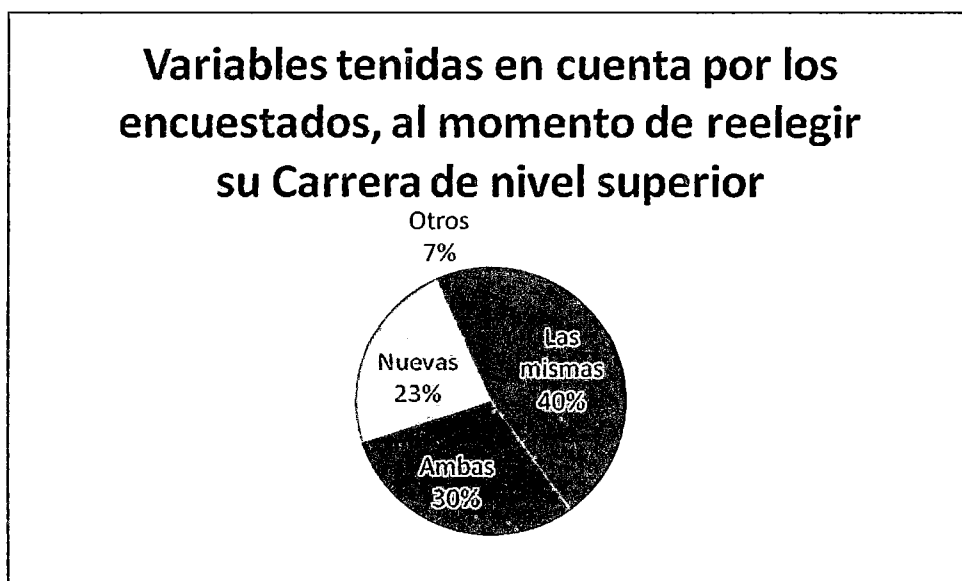 Variables tenidas en cuenta por los
encuestados, al momento de reelegir
su Carrera de nivel superior
Otros
7%
Las
mismas
40%
Nuevas
23%
Ambas
30%